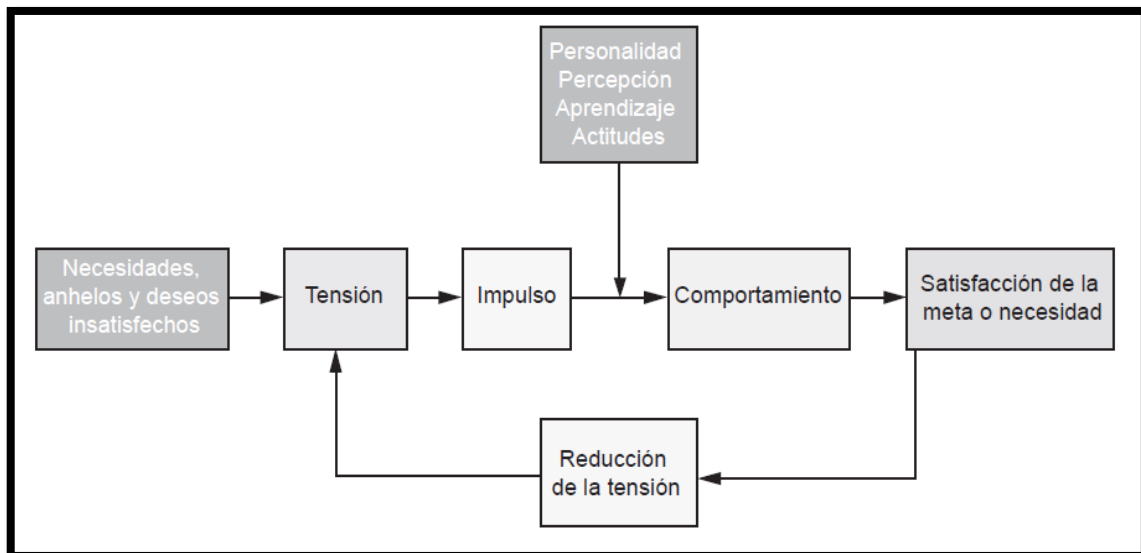 Personalidad
Percepción
Aprendizaje
Actitudes
Necesidades,
anhelos y deseos
insatisfechos
Tensión
Impulso
Comportamiento
Satisfacción de la
meta o necesidad
Reducción
de la tensión